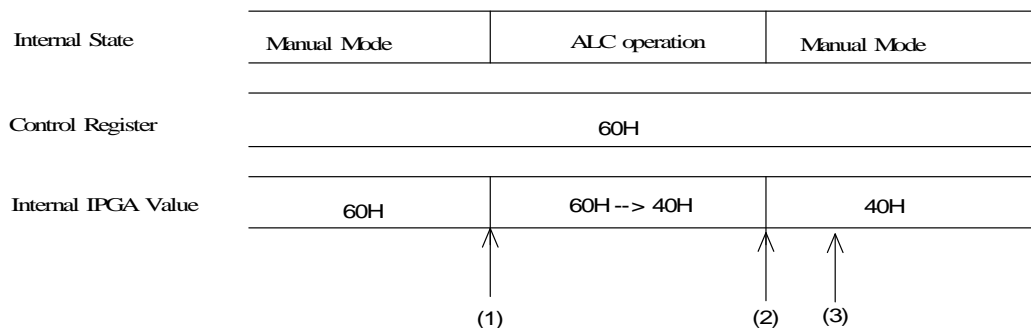 Internal State Manual Mode ALC operation Manual Mode
Control Register 60H
Internal IPGA Value 60H 60H --> 40H 40H
(1) (2) (3)